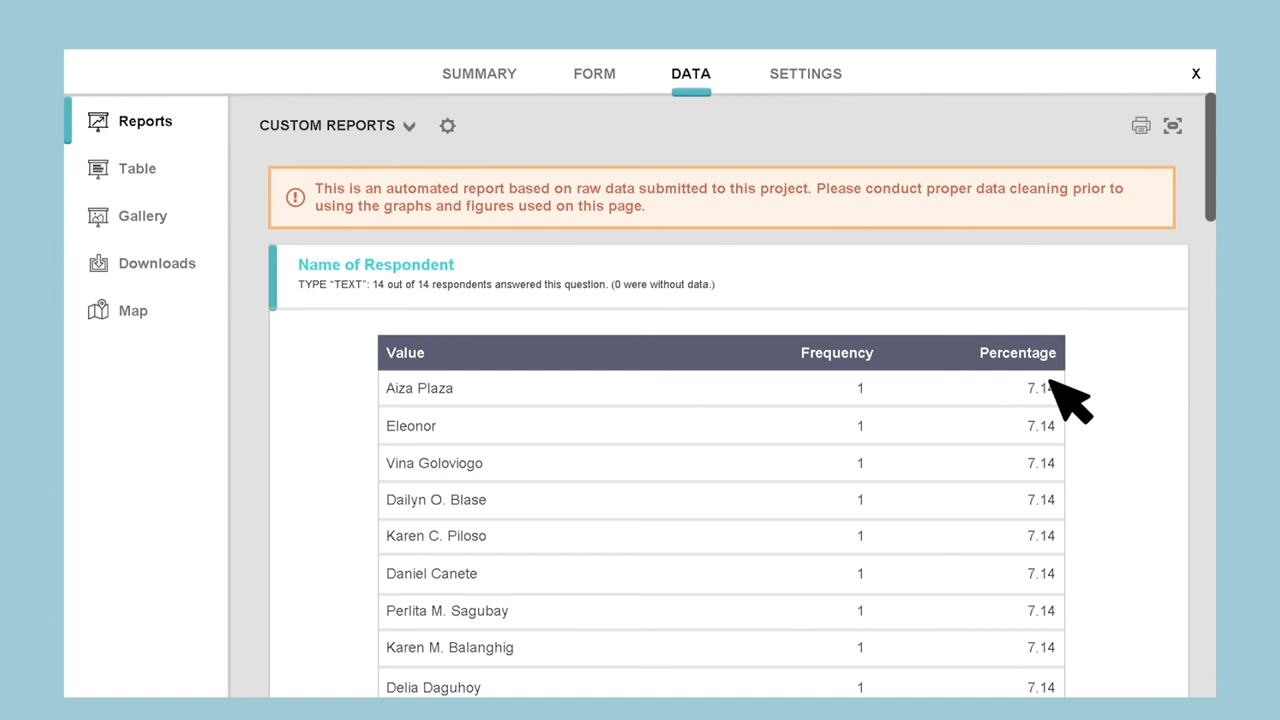 SUMMARY FORM DATA SETTINGS X
Reports
Table
Gallery
Downloads
Map
CUSTOM REPORTS
This is an automated report based on raw data submitted to this project. Please conduct proper data cleaning prior to
using the graphs and figures used on this page.
Name of Respondent
TYPE “TEXT”: 14 out of 14 respondents answered this question. (0 were without data.)
Value Frequency Percentage
Aiza Plaza 1 7.14
Eleonor 1 7.14
Vina Goloviogo 1 7.14
Dailyn O. Blase 1 7.14
Karen C. Piloso 1 7.14
Daniel Canete 1 7.14
Perlita M. Sagubay 1 7.14
Karen M. Balanghig 1 7.14
Delia Daguhoy 1 7.14